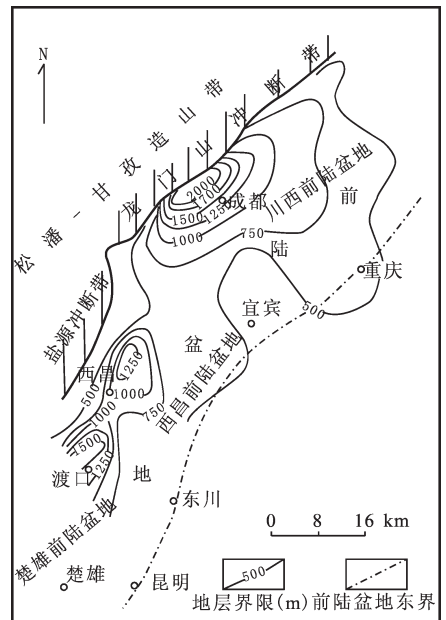 N
松潘-甘孜造山带
龙门山冲断带
2000
1700
1500
1250
成都
1000
750
川西前陆盆地
前
陆
盆
地
重庆
500
宜宾
盐源冲断带
西昌
1250
500
1000
1000
750
西昌前陆盆地
1500
1250
渡口
东川
楚雄前陆盆地
楚雄
昆明
0 8 16 km
500
地层界限(m) 前陆盆地东界